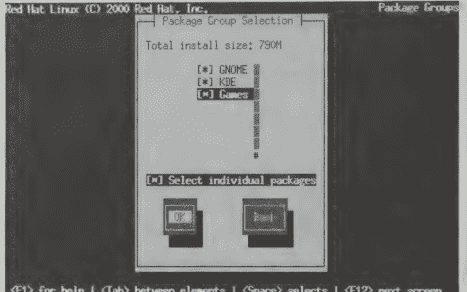 Red Hat Linux (C) 2000 Red Hat, Inc. Package Groups
Package Group Selection
Total install size: 790M
[*] GNOME
[*] KDE
[*] Games
[*] Select individual packages
OK Back
<F1> for help | <Tab> between elements | <Space> selects | <F12> next screen